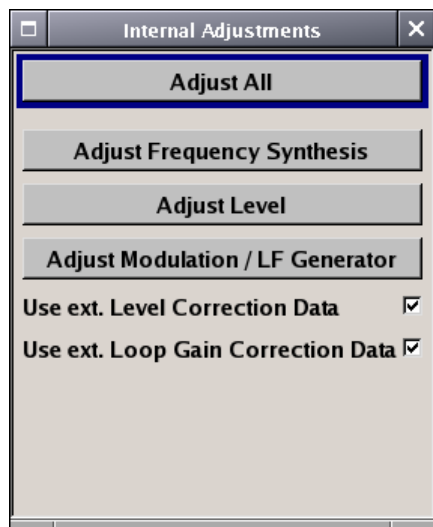 Internal Adjustments
Adjust All
Adjust Frequency Synthesis
Adjust Level
Adjust Modulation / LF Generator
Use ext. Level Correction Data
Use ext. Loop Gain Correction Data